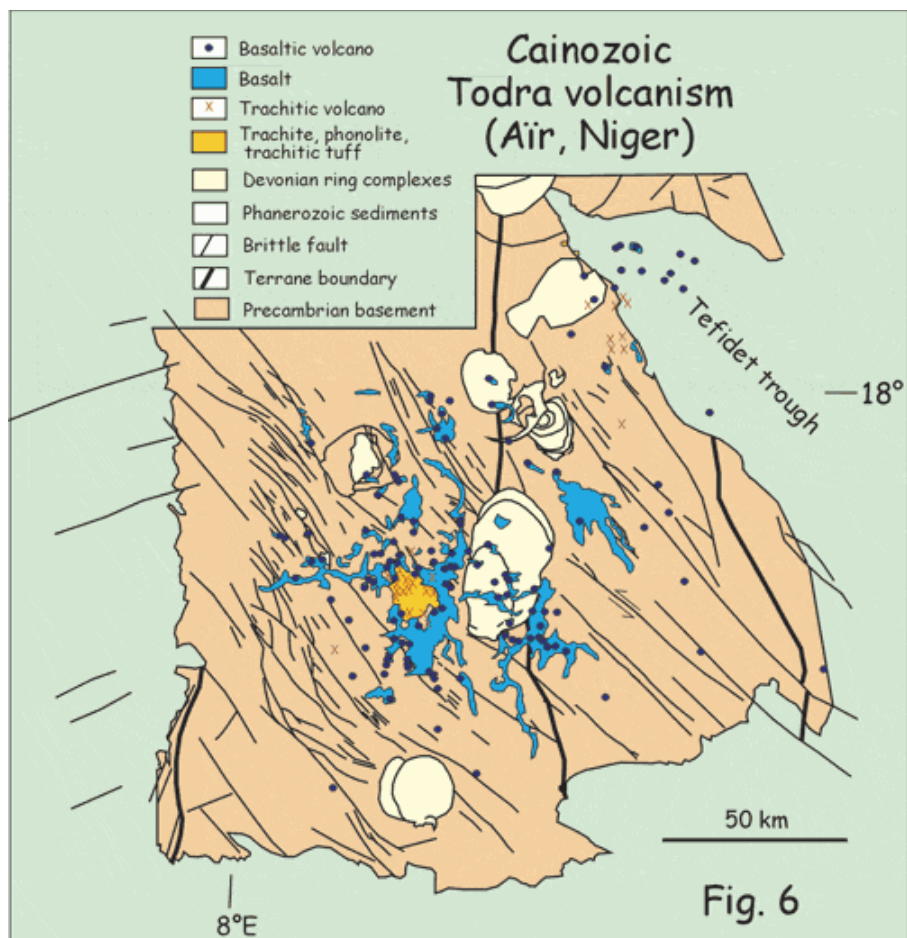 Cainozoic
Todra volcanism
(Aïr, Niger)
Basaltic volcano
Basalt
Trachitic volcano
Trachite, phonolite,
trachitic tuff
Devonian ring complexes
Phanerozoic sediments
Brittle fault
Terrane boundary
Precambrian basement
Tefidet trough
18°
50 km
8°E
Fig. 6